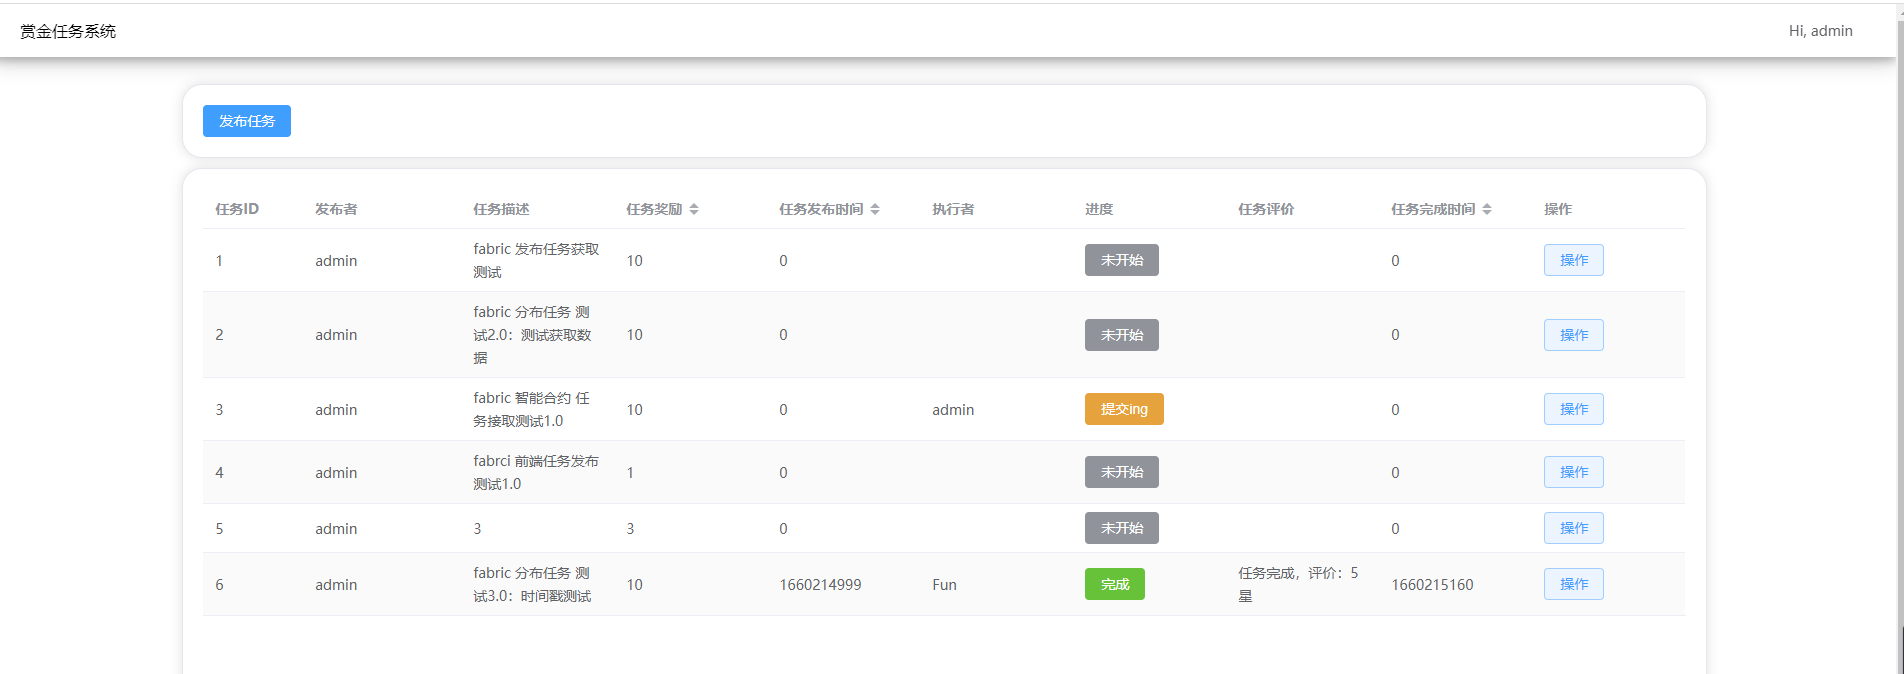 赏金任务系统
Hi, admin
发布任务
任务ID 发布者 任务描述 任务奖励 任务发布时间 执行者 进度 任务评价 任务完成时间 操作
1 admin fabric 发布任务获取 10 0 未开始 0 操作
测试
2 admin fabric 分布任务 测 10 0 未开始 0 操作
试2.0：测试获取数
据
3 admin fabric 智能合约 任 10 0 admin 提交ing 0 操作
务接取测试1.0
4 admin fabrci 前端任务发布 1 0 未开始 0 操作
测试1.0
5 admin 3 3 0 未开始 0 操作
6 admin fabric 分布任务 测 10 1660214999 Fun 完成 任务完成，评价：5 1660215160 操作
试3.0：时间戳测试 星